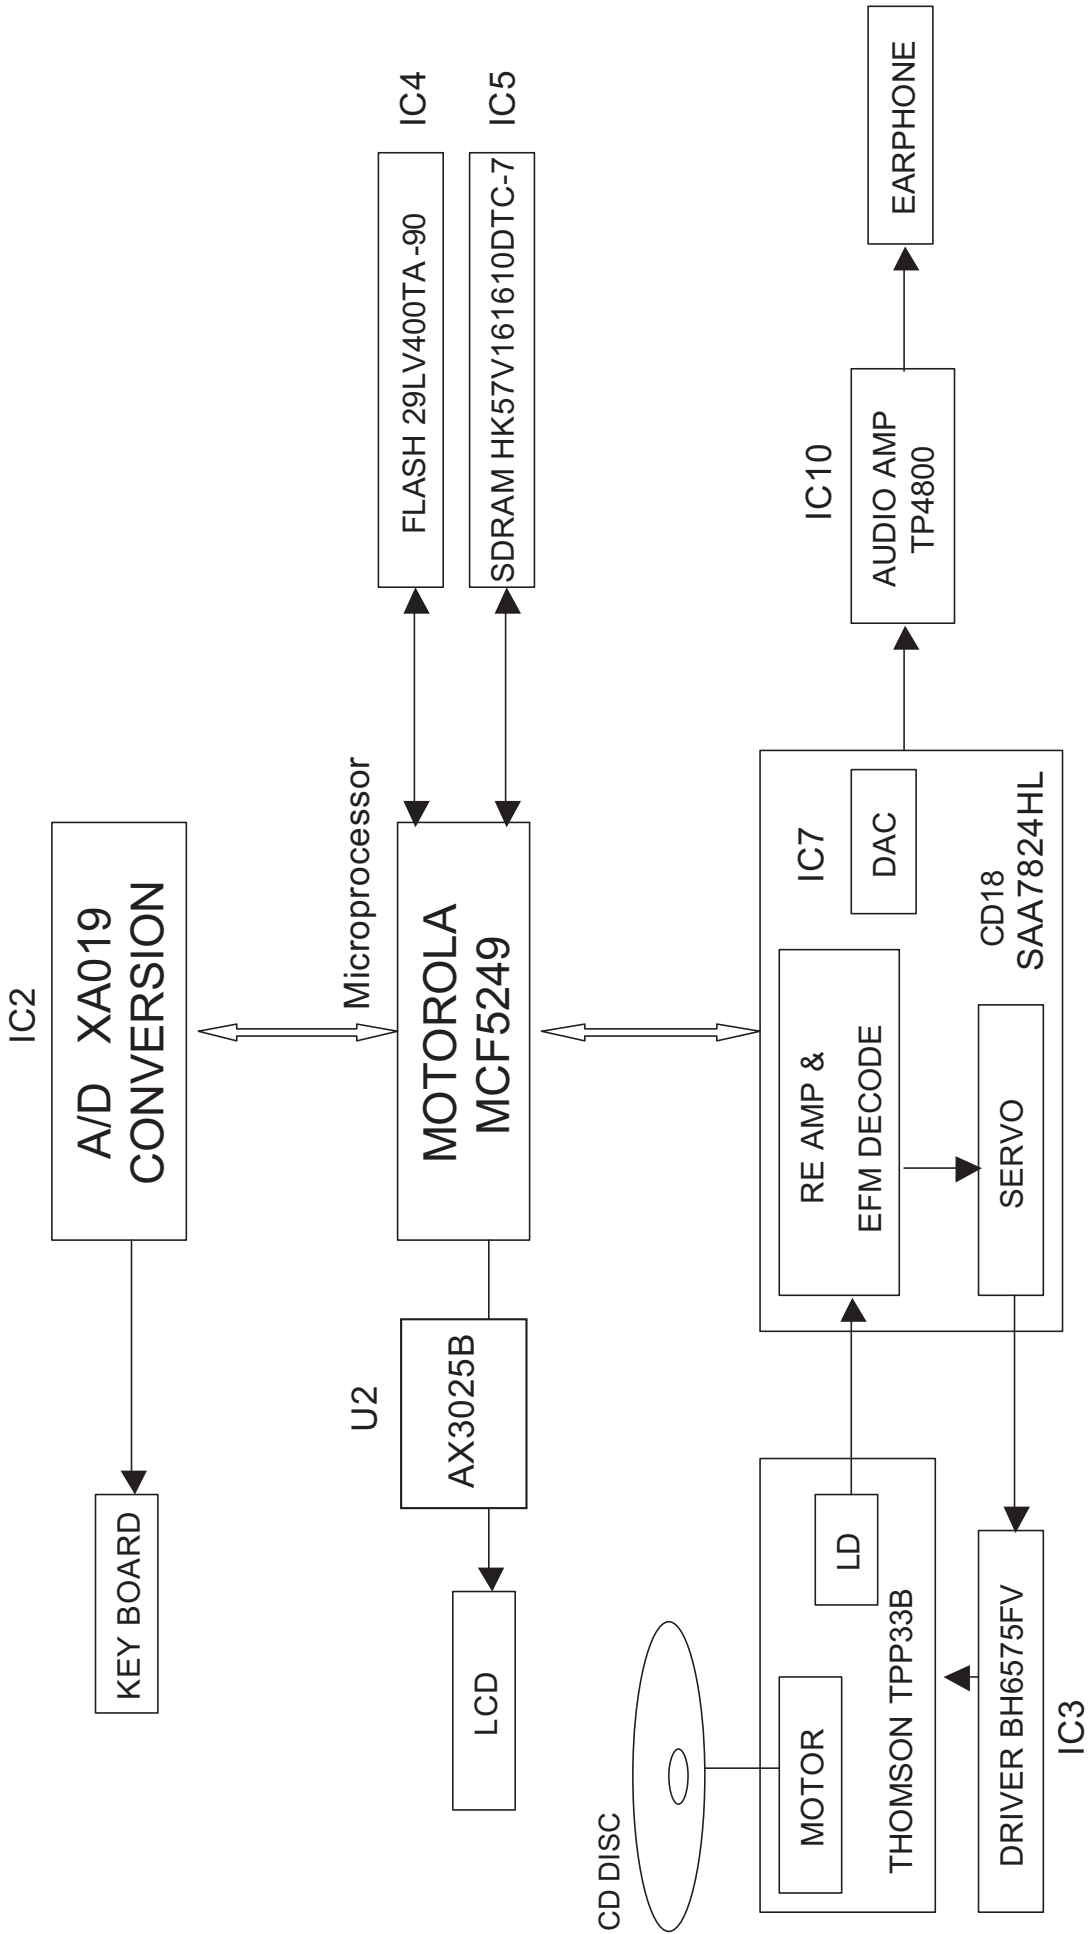 IC2
A/D XA019
CONVERSION
KEY BOARD
Microprocessor
MOTOROLA
MCF5249
IC4
FLASH 29LV400TA -90
IC5
SDRAM HK57V161610DTC-7
U2
AX3025B
LCD
CD DISC
MOTOR
LD
THOMSON TPP33B
DRIVER BH6575FV
IC3
RE AMP &
EFM DECODE
SERVO
IC7
DAC
CD18
SAA7824HL
IC10
AUDIO AMP
TP4800
EARPHONE